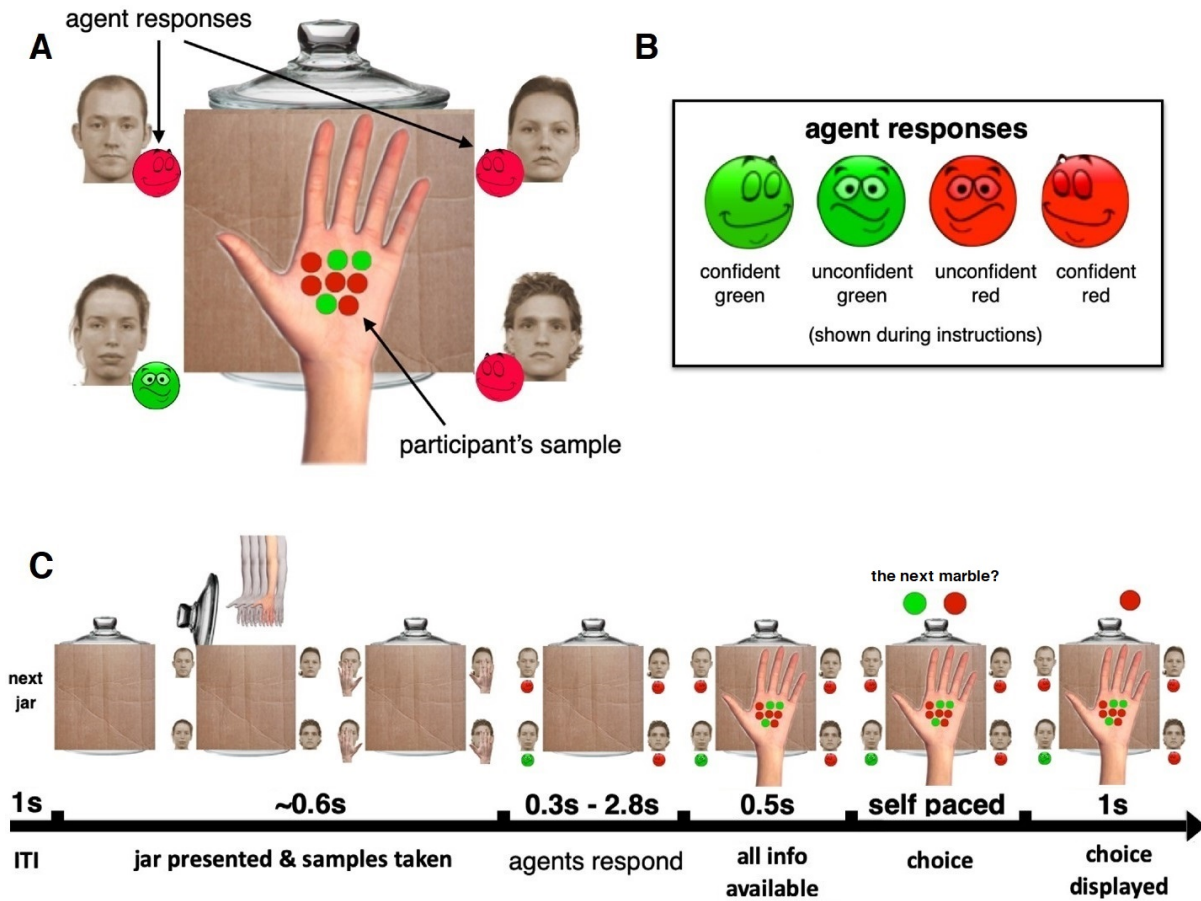 agent responses
A
participant's sample
B
agent responses
confident
green
unconfident
green
unconfident
red
confident
red
(shown during instructions)
C
the next marble?
next
jar
1s
~0.6s
0.3s - 2.8s
0.5s
self paced
1s
ITI
jar presented & samples taken
agents respond
all info
available
choice
choice
displayed